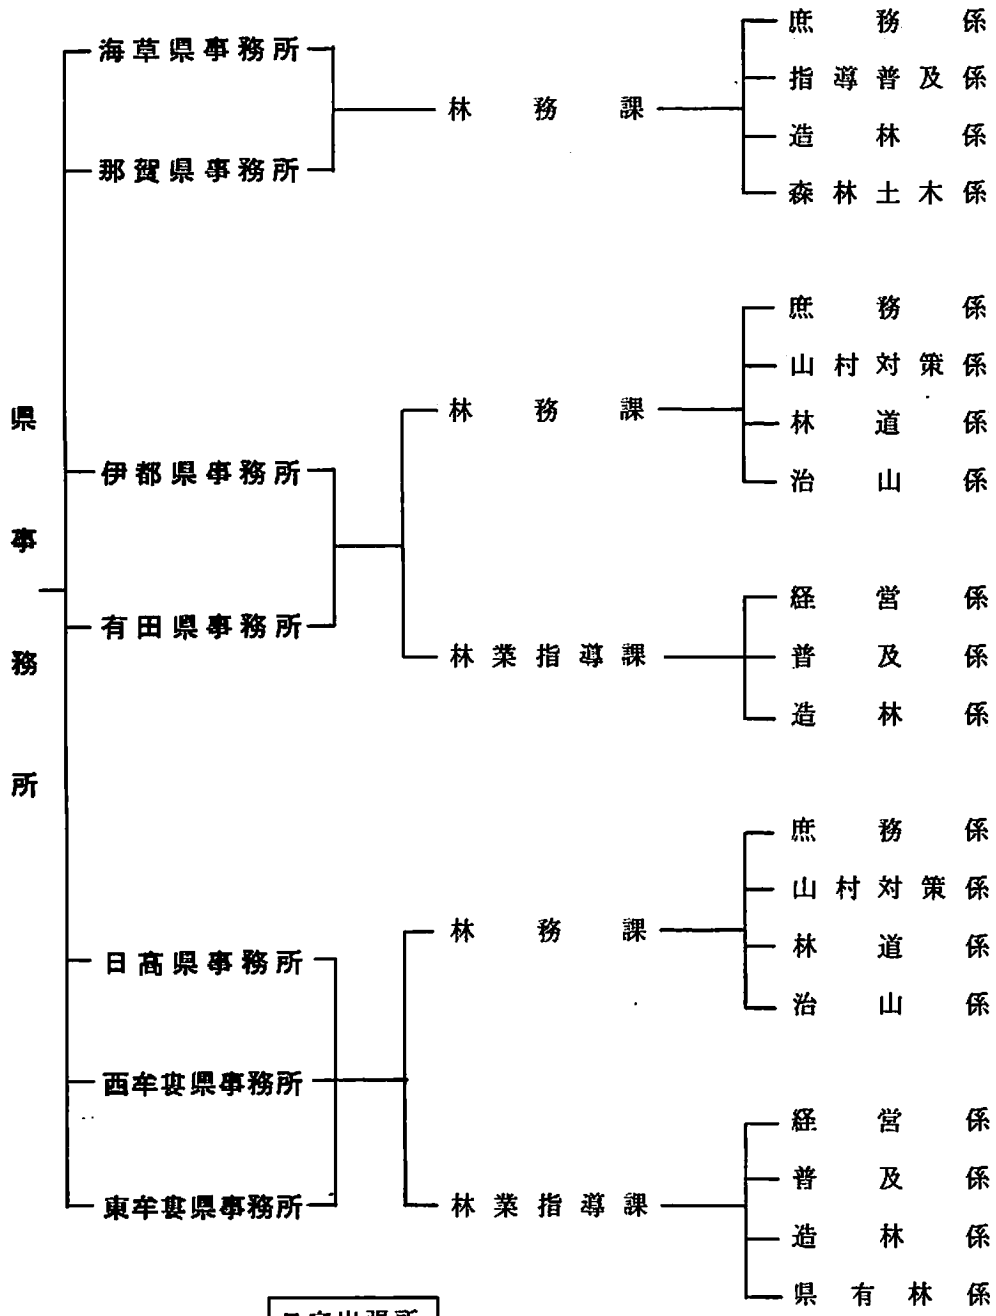 県事務所
海草県事務所
那賀県事務所
林務課
庶務係
指導普及係
造林係
森林土木係
伊都県事務所
有田県事務所
林務課
庶務係
山村対策係
林道係
治山係
林業指導課
経営係
普及係
造林係
日高県事務所
西牟婁県事務所
東牟婁県事務所
林務課
庶務係
山村対策係
林道係
治山係
林業指導課
経営係
普及係
造林係
県有林係
出張所